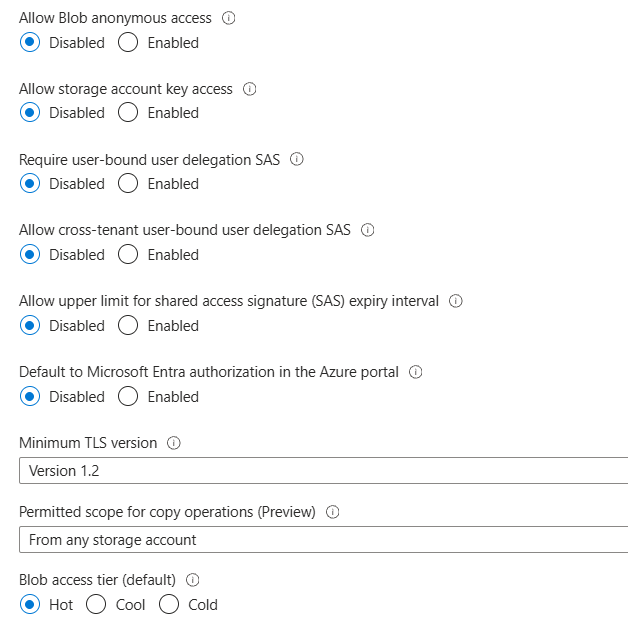 Allow Blob anonymous access
Disabled Enabled
Allow storage account key access
Disabled Enabled
Require user-bound user delegation SAS
Disabled Enabled
Allow cross-tenant user-bound user delegation SAS
Disabled Enabled
Allow upper limit for shared access signature (SAS) expiry interval
Disabled Enabled
Default to Microsoft Entra authorization in the Azure portal
Disabled Enabled
Minimum TLS version
Version 1.2
Permitted scope for copy operations (Preview)
From any storage account
Blob access tier (default)
Hot Cool Cold